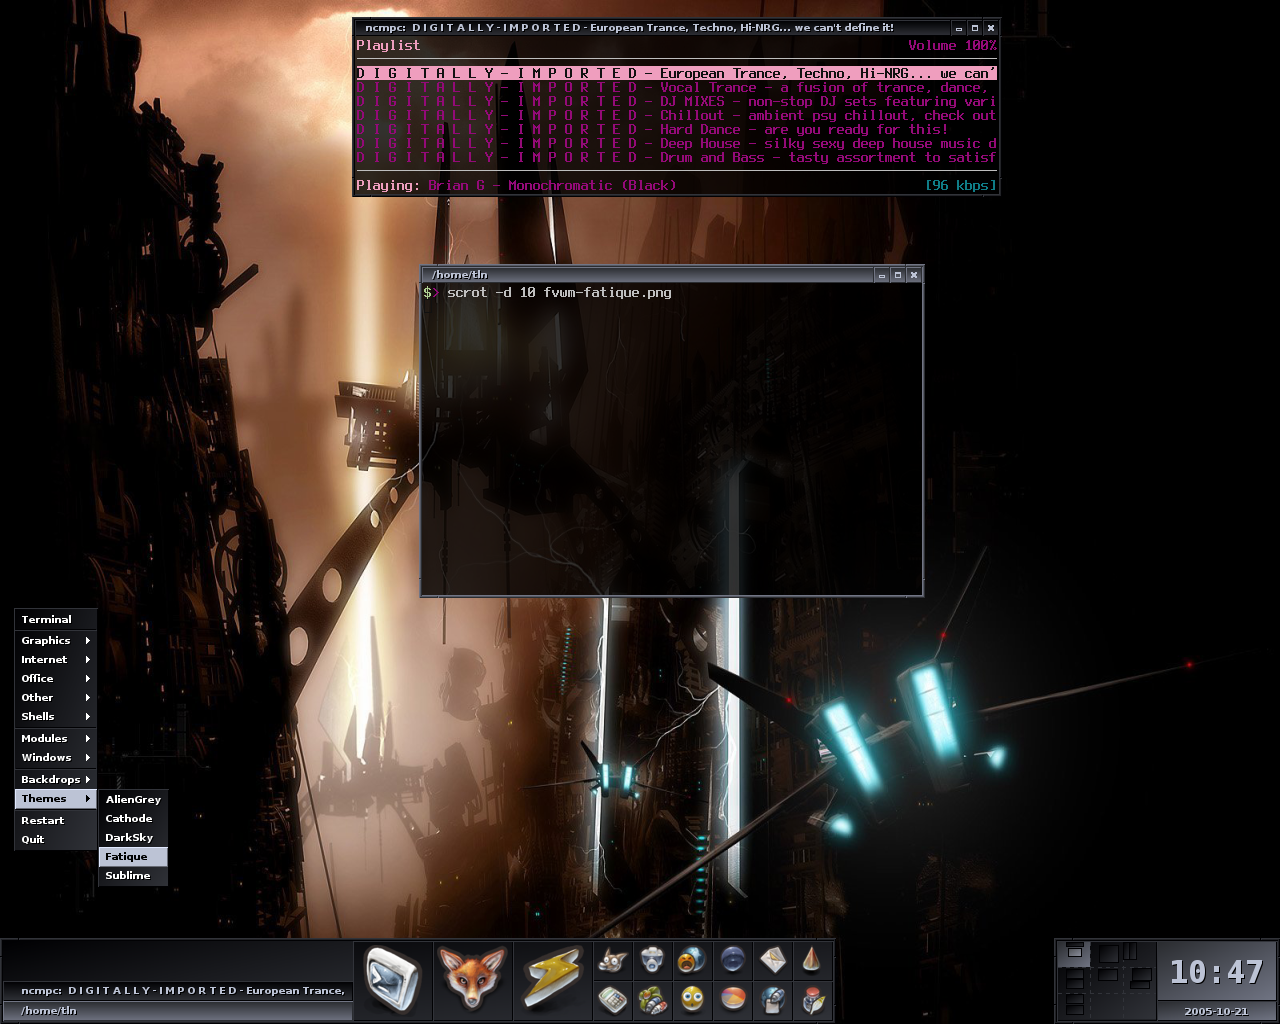 ncmpc: D I G I T A L L Y - I M P O R T E D - European Trance, Techno, Hi-NRG... we can't define it!
Playlist Volume 100%
D I G I T A L L Y - I M P O R T E D - European Trance, Techno, Hi-NRG... we can'
D I G I T A L L Y - I M P O R T E D - Vocal Trance - a fusion of trance, dance,
D I G I T A L L Y - I M P O R T E D - DJ MIXES - non-stop DJ sets featuring vari
D I G I T A L L Y - I M P O R T E D - Chillout - ambient psy chillout, check out
D I G I T A L L Y - I M P O R T E D - Hard Dance - are you ready for this!
D I G I T A L L Y - I M P O R T E D - Deep House - silky sexy deep house music d
D I G I T A L L Y - I M P O R T E D - Drum and Bass - tasty assortment to satisf
Playing: Brian G - Monochromatic (Black) [96 kbps]
/home/tln
$> scrot -d 10 fvwm-fatique.png
Terminal
Graphics
Internet
Office
Other
Shells
Modules
Windows
Backdrops
Themes
Restart
Quit
AlienGrey
Cathode
DarkSky
Fatique
Sublime
ncmpc: D I G I T A L L Y - I M P O R T E D - European Trance,
/home/tln
10:47
2005-10-21